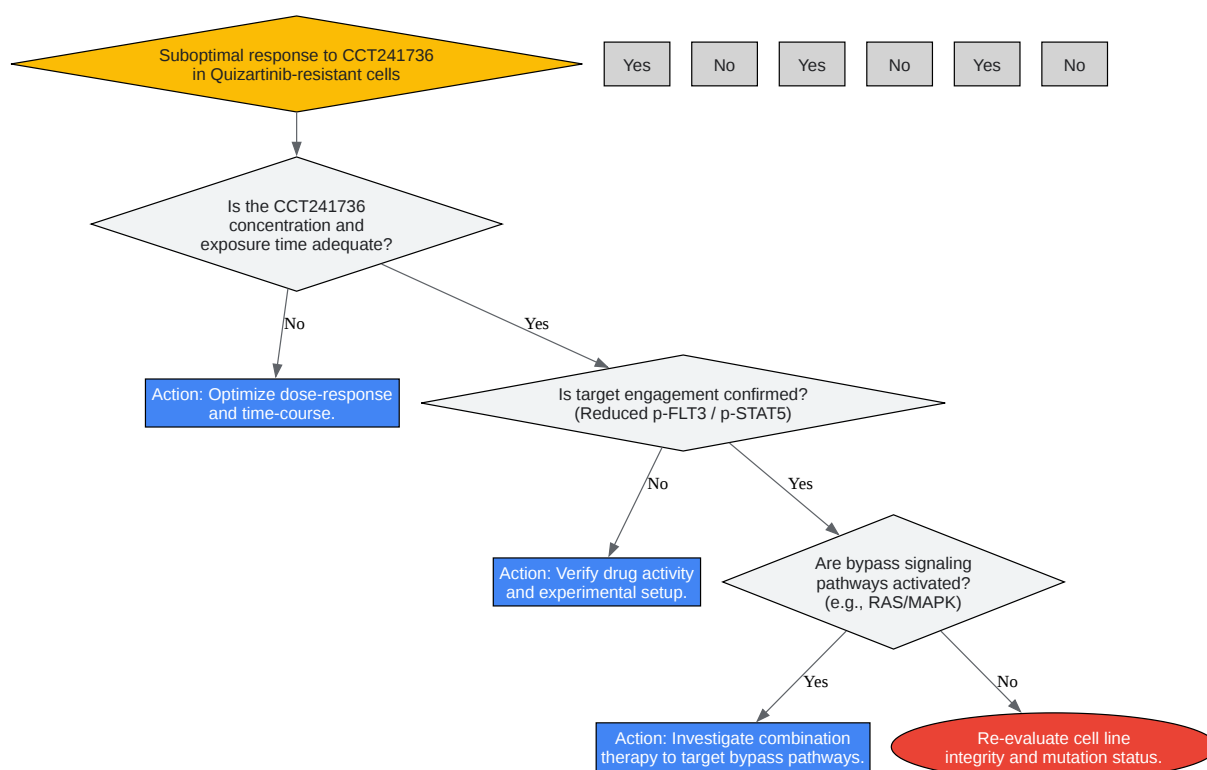 Suboptimal response to CCT241736
in Quizartinib-resistant cells
Yes
No
Yes
No
Yes
No
Is the CCT241736
concentration and
exposure time adequate?
No
Yes
Action: Optimize dose-response
and time-course.
Is target engagement confirmed?
(Reduced p-FLT3 / p-STAT5)
No
Yes
Action: Verify drug activity
and experimental setup.
Are bypass signaling
pathways activated?
(e.g., RAS/MAPK)
Yes
No
Action: Investigate combination
therapy to target bypass pathways.
Re-evaluate cell line
integrity and mutation status.